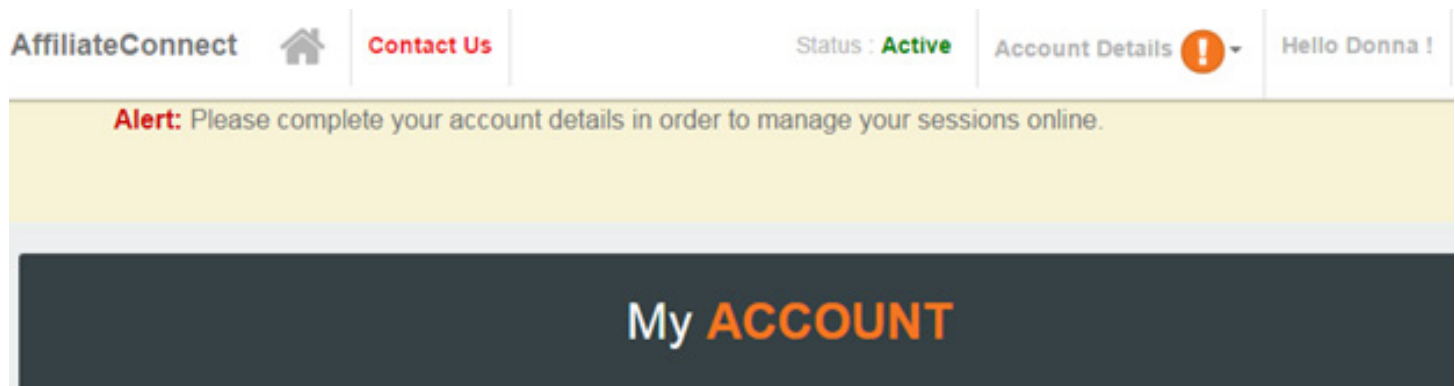 AffiliateConnect Contact Us Status : Active Account Details ! Hello Donna !
Alert: Please complete your account details in order to manage your sessions online.
My ACCOUNT